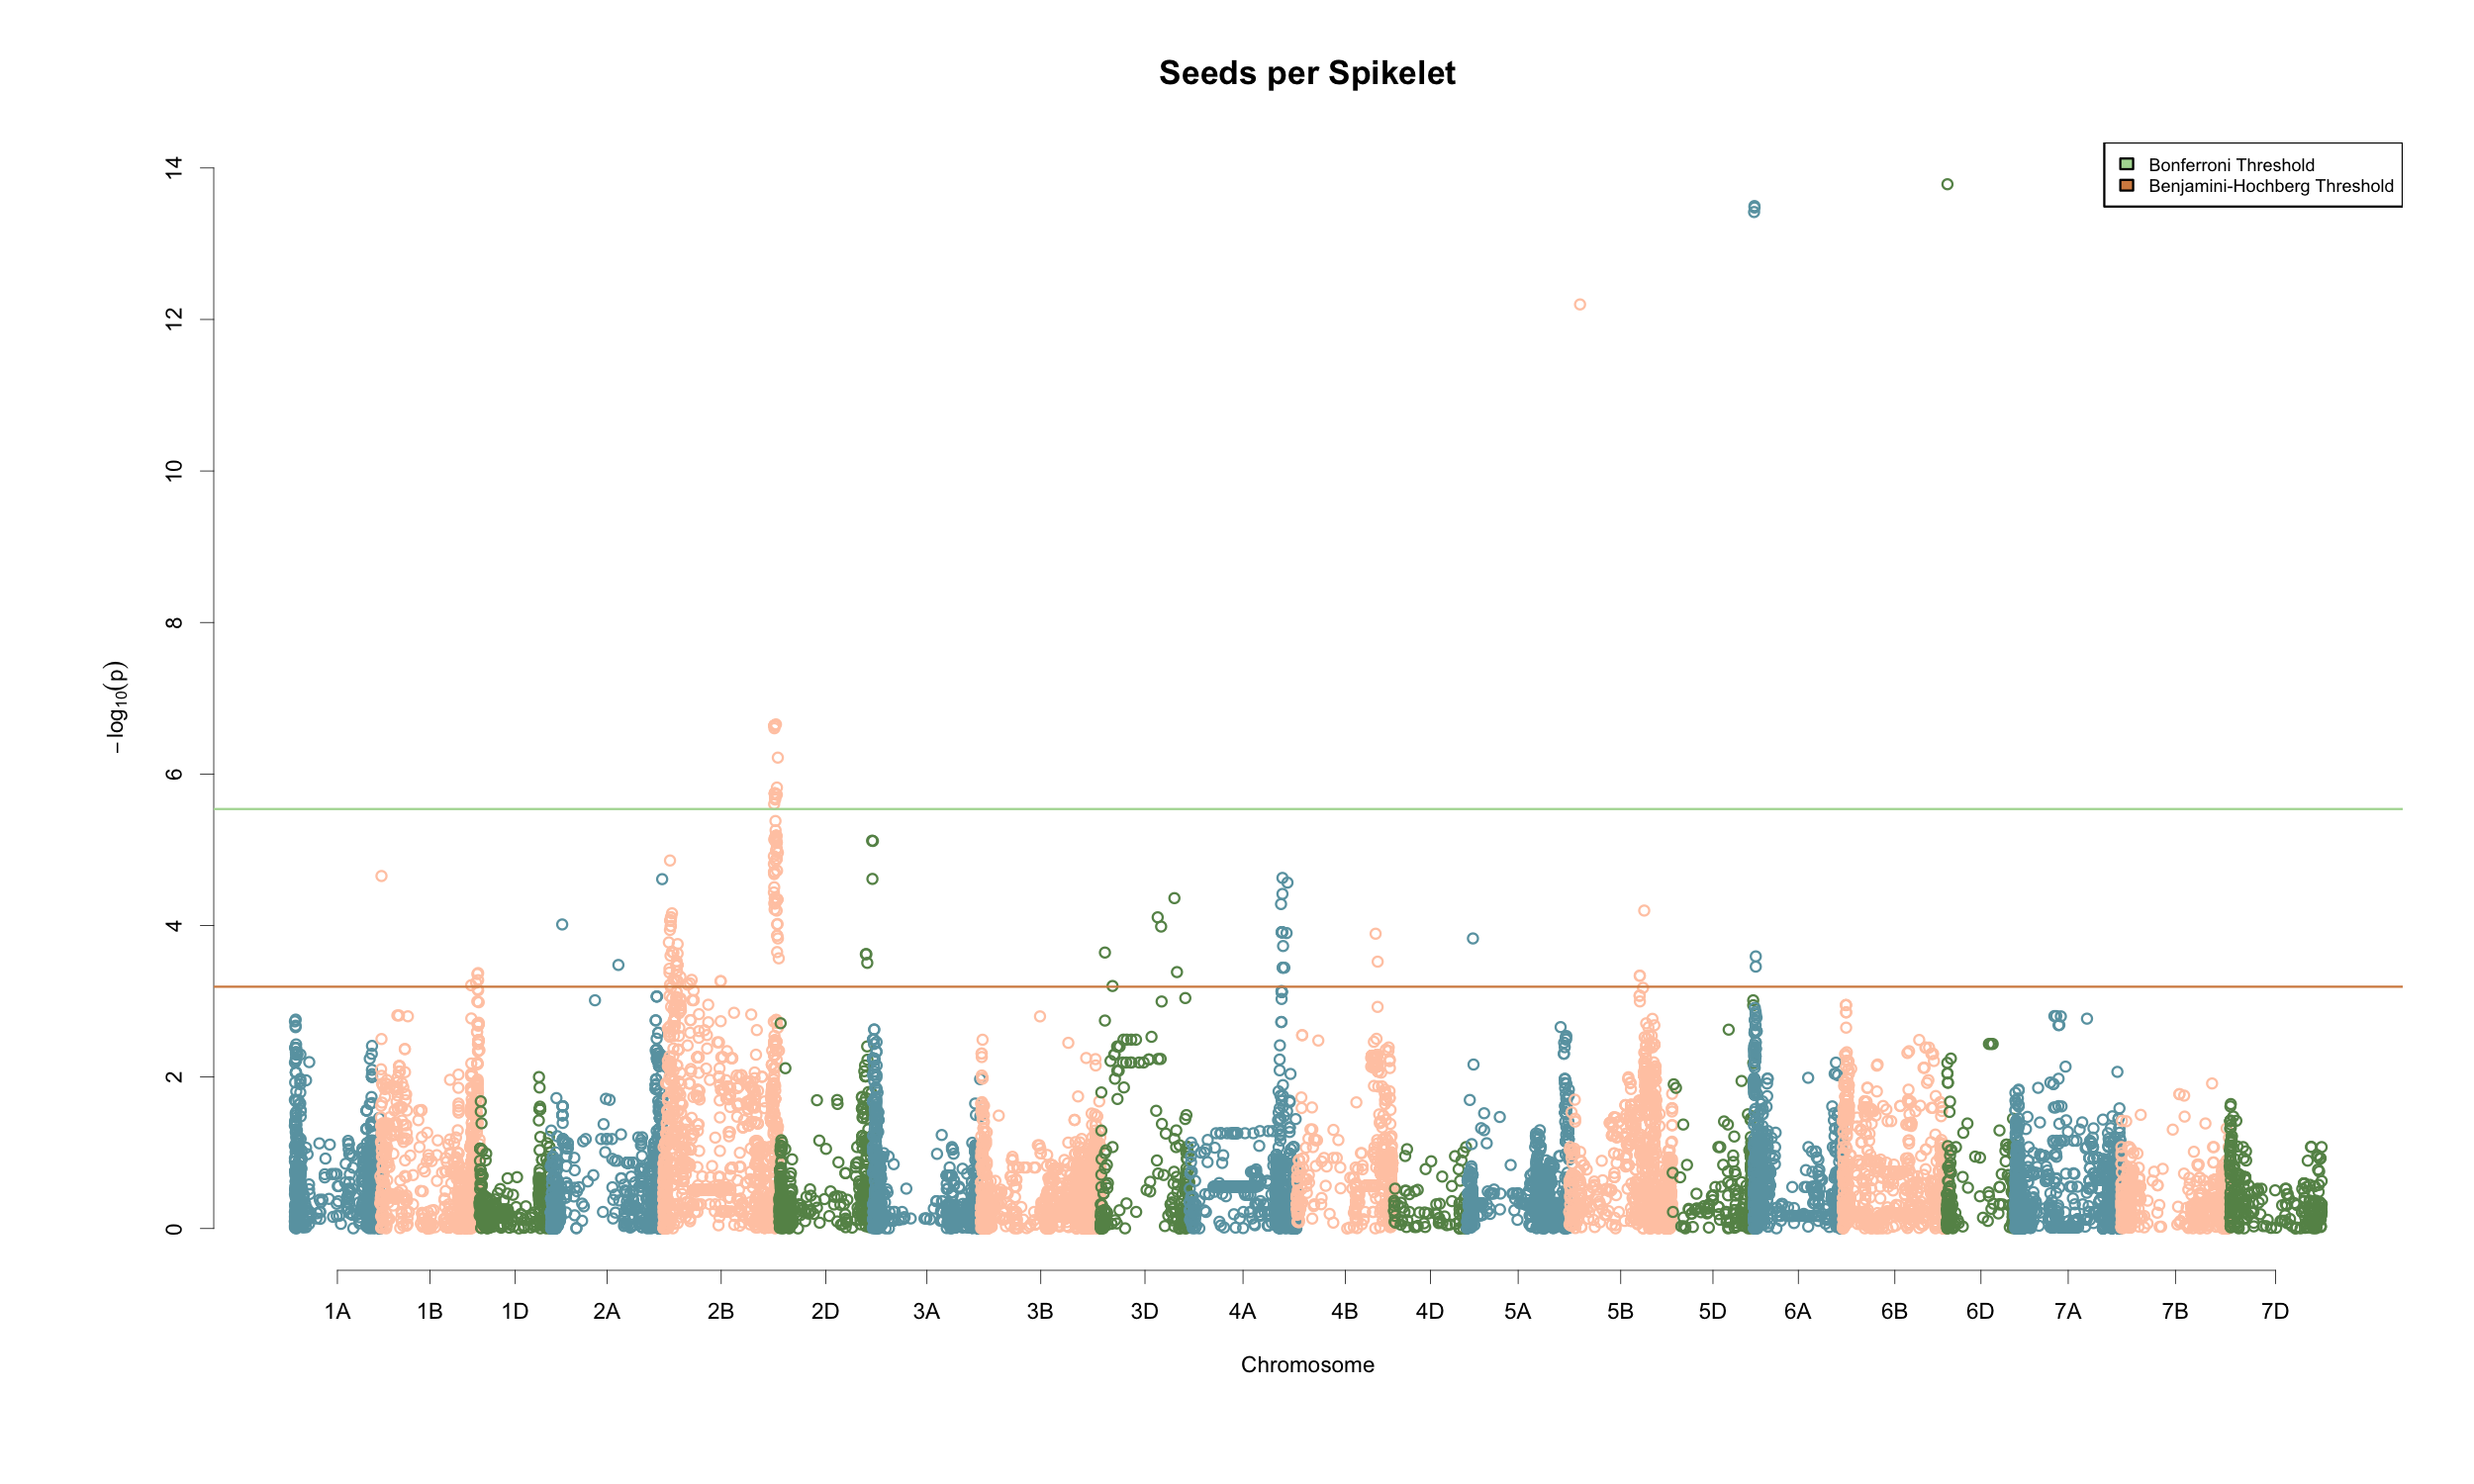 Seeds per Spikelet
Bonferroni Threshold
Benjamini-Hochberg Threshold
14
12
10
8
6
4
2
0
−log10(p)
1A 1B 1D 2A 2B 2D 3A 3B 3D 4A 4B 4D 5A 5B 5D 6A 6B 6D 7A 7B 7D
Chromosome